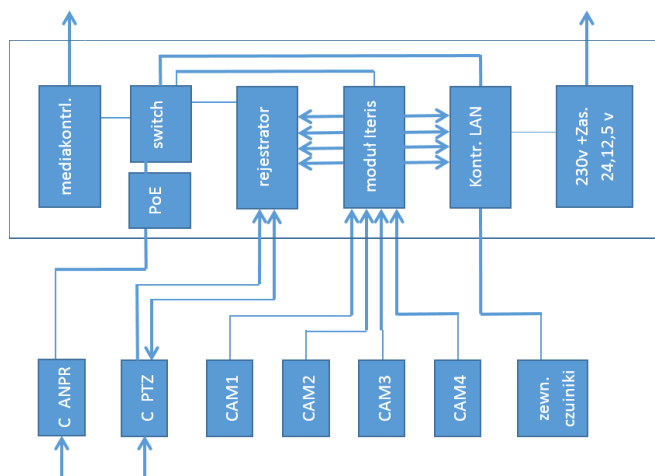 mediakontrl.
switch
PoE
rejestrator
moduł Iteris
Kontr. LAN
230v +Zas.
24,12,5 v
C ANPR
C PTZ
CAM1
CAM2
CAM3
CAM4
zewn.
czuiniki